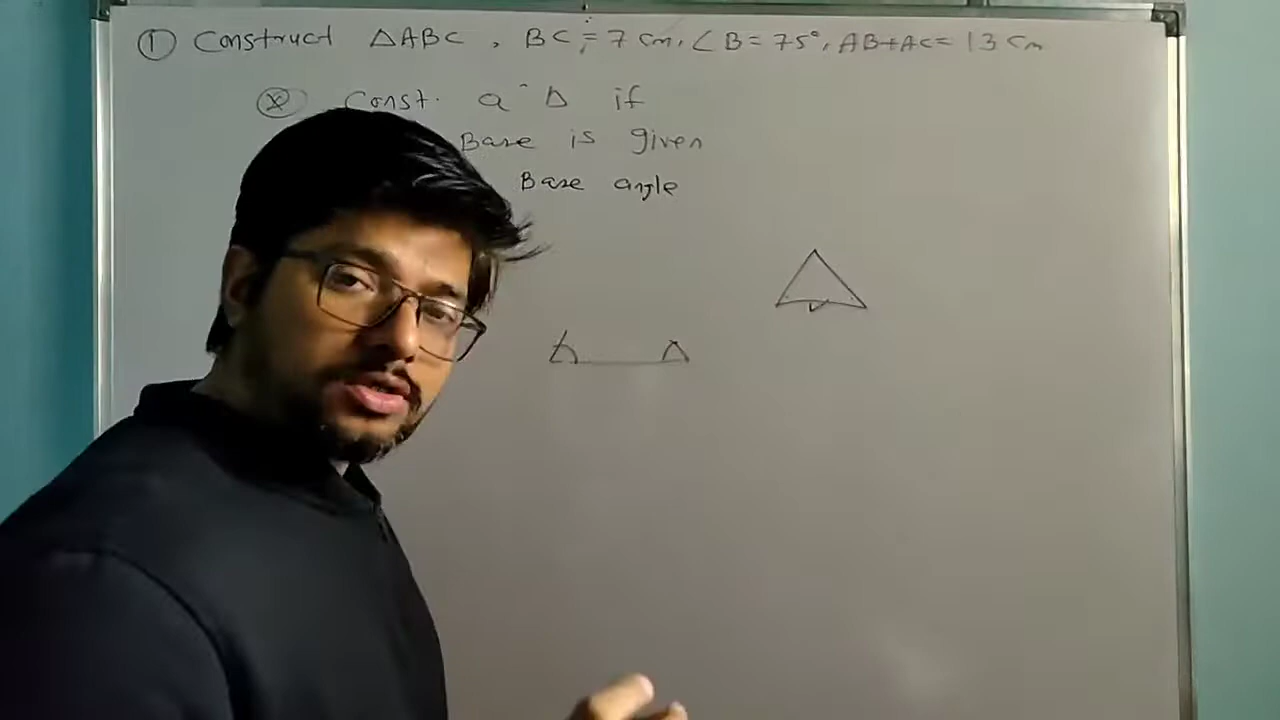 ① Construct △ABC, BC = 7 cm, ∠B = 75°, AB+AC = 13 cm
ⓧ Const. a △ if
Base is given
Base angle